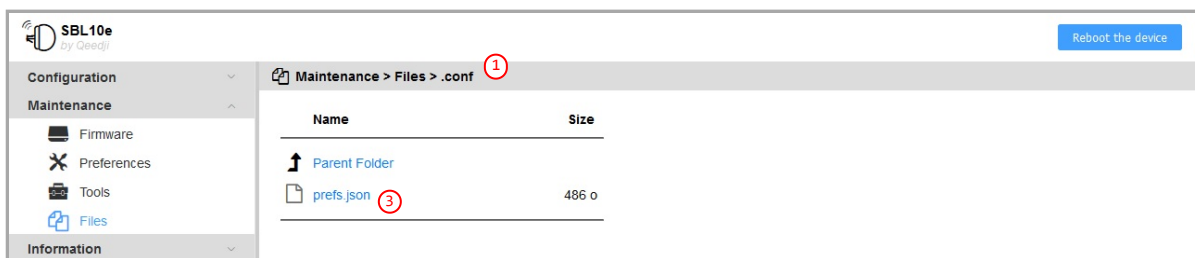 SBL10e
by Qeedji
Reboot the device
Configuration
Maintenance > Files > .conf
1
Maintenance
Name Size
Firmware
Preferences
Parent Folder
Tools
prefs.json
3
486 o
Files
Information